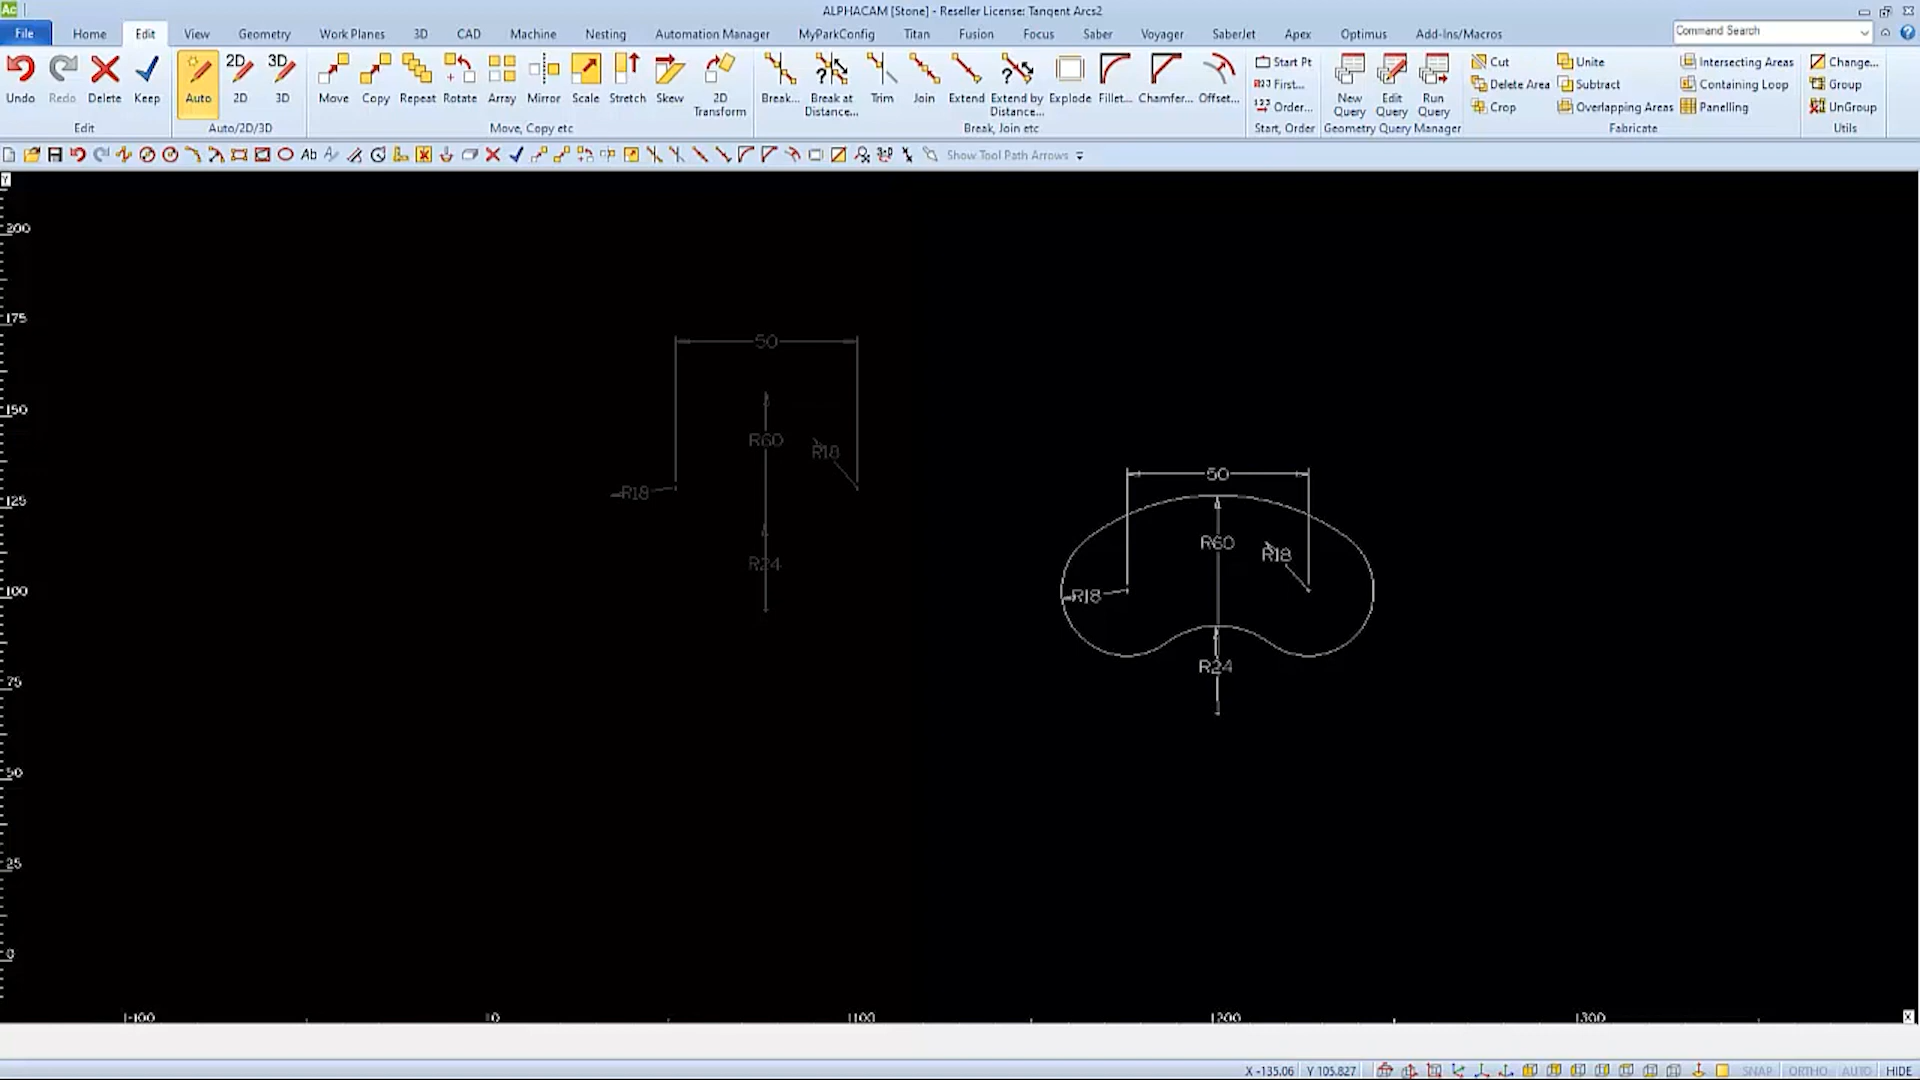 Ac
ALPHACAM [Stone] - Reseller License: Tangent Arcs2
File Home Edit View Geometry Work Planes 3D CAD Machine Nesting Automation Manager MyParkConfig Titan Fusion Focus Saber Voyager SaberJet Apex Optimus Add-Ins/Macros Command Search
Undo Redo Delete Keep Auto 2D 3D Move Copy Repeat Rotate Array Mirror Scale Stretch Skew 2D Transform Break... Break at Distance... Trim Join Extend Extend by Distance... Explode Fillet... Chamfer... Offset... Start Pt First... Order... New Query Edit Query Run Query Cut Delete Area Crop Unite Subtract Overlapping Areas Intersecting Areas Containing Loop Panelling Change... Group UnGroup
Edit Auto/2D/3D Move, Copy etc Break, Join etc Start, Order Geometry Query Manager Fabricate Utils
Show Tool Path Arrows
Y
200
175
50
150
R60
R18
50
125
R18
R60
R24
R18
100
R18
R24
75
50
25
0
-100 0 100 200 300 X
X -135.06 Y 105.827 SNAP ORTHO AUTO HIDE